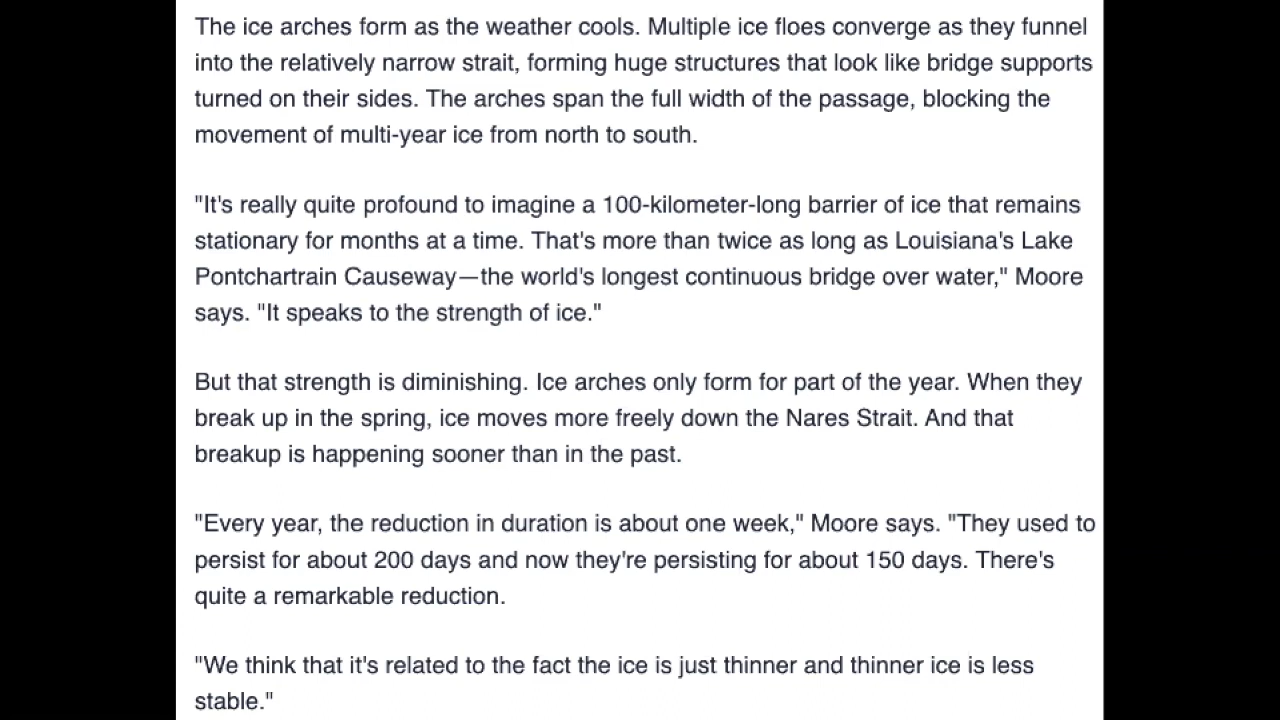 The ice arches form as the weather cools. Multiple ice floes converge as they funnel
into the relatively narrow strait, forming huge structures that look like bridge supports
turned on their sides. The arches span the full width of the passage, blocking the
movement of multi-year ice from north to south.
"It's really quite profound to imagine a 100-kilometer-long barrier of ice that remains
stationary for months at a time. That's more than twice as long as Louisiana's Lake
Pontchartrain Causeway—the world's longest continuous bridge over water," Moore
says. "It speaks to the strength of ice."
But that strength is diminishing. Ice arches only form for part of the year. When they
break up in the spring, ice moves more freely down the Nares Strait. And that
breakup is happening sooner than in the past.
"Every year, the reduction in duration is about one week," Moore says. "They used to
persist for about 200 days and now they're persisting for about 150 days. There's
quite a remarkable reduction.
"We think that it's related to the fact the ice is just thinner and thinner ice is less
stable."